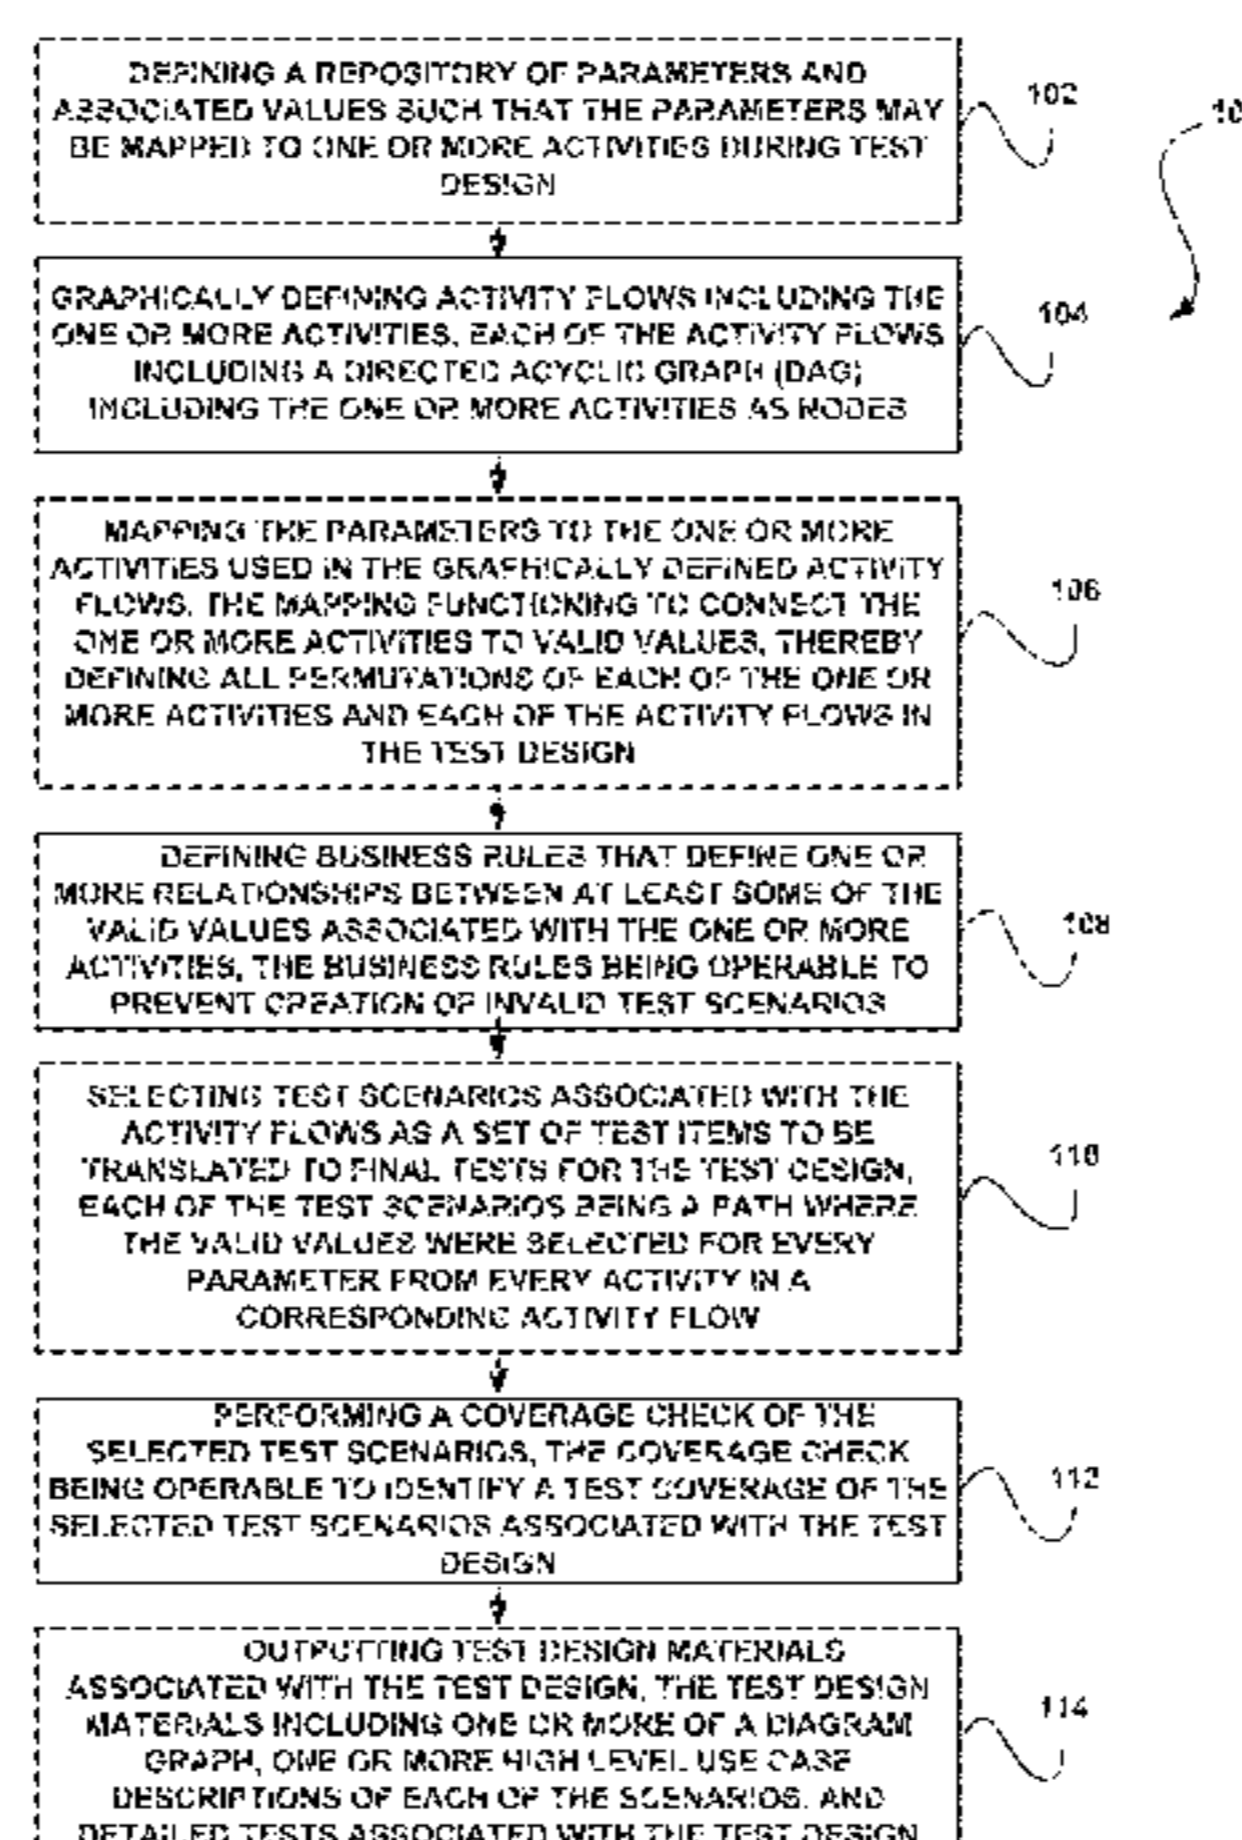 DEFINING A REPOSITORY OF PARAMETERS AND
ASSOCIATED VALUES SUCH THAT THE PARAMETERS MAY
BE MAPPED TO ONE OR MORE ACTIVITIES DURING TEST
DESIGN
102
10
GRAPHICALLY DEFINING ACTIVITY FLOWS INCLUDING THE
ONE OR MORE ACTIVITIES, EACH OF THE ACTIVITY FLOWS
INCLUDING A DIRECTED ACYCLIC GRAPH (DAG)
INCLUDING THE ONE OR MORE ACTIVITIES AS NODES
104
MAPPING THE PARAMETERS TO THE ONE OR MORE
ACTIVITIES USED IN THE GRAPHICALLY DEFINED ACTIVITY
FLOWS, THE MAPPING FUNCTIONING TO CONNECT THE
ONE OR MORE ACTIVITIES TO VALID VALUES, THEREBY
DEFINING ALL PERMUTATIONS OF EACH OF THE ONE OR
MORE ACTIVITIES AND EACH OF THE ACTIVITY FLOWS IN
THE TEST DESIGN
106
DEFINING BUSINESS RULES THAT DEFINE ONE OR
MORE RELATIONSHIPS BETWEEN AT LEAST SOME OF THE
VALID VALUES ASSOCIATED WITH THE ONE OR MORE
ACTIVITIES, THE BUSINESS RULES BEING OPERABLE TO
PREVENT CREATION OF INVALID TEST SCENARIOS
108
SELECTING TEST SCENARIOS ASSOCIATED WITH THE
ACTIVITY FLOWS AS A SET OF TEST ITEMS TO BE
TRANSLATED TO FINAL TESTS FOR THE TEST DESIGN,
EACH OF THE TEST SCENARIOS BEING A PATH WHERE
THE VALID VALUES WERE SELECTED FOR EVERY
PARAMETER FROM EVERY ACTIVITY IN A
CORRESPONDING ACTIVITY FLOW
110
PERFORMING A COVERAGE CHECK OF THE
SELECTED TEST SCENARIOS, THE COVERAGE CHECK
BEING OPERABLE TO IDENTIFY A TEST COVERAGE OF THE
SELECTED TEST SCENARIOS ASSOCIATED WITH THE TEST
DESIGN
112
OUTPUTTING TEST DESIGN MATERIALS
ASSOCIATED WITH THE TEST DESIGN, THE TEST DESIGN
MATERIALS INCLUDING ONE OR MORE OF A DIAGRAM
GRAPH, ONE OR MORE HIGH LEVEL USE CASE
DESCRIPTIONS OF EACH OF THE SCENARIOS, AND
DETAILED TESTS ASSOCIATED WITH THE TEST DESIGN
114